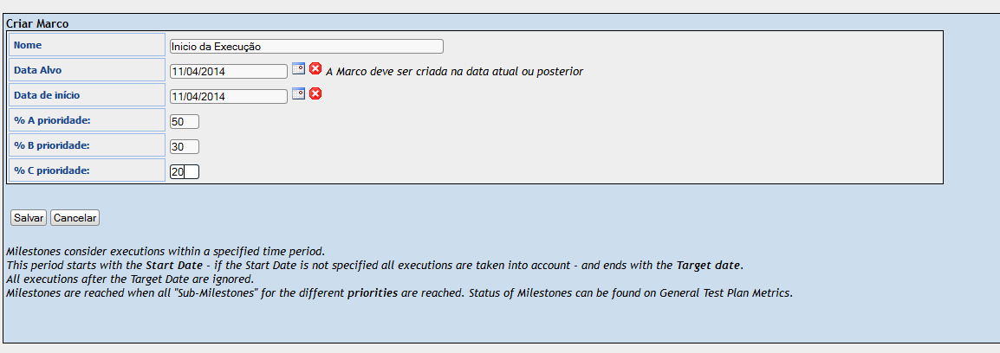 Criar Marco
Nome Inicio da Execução
Data Alvo 11/04/2014 A Marco deve ser criada na data atual ou posterior
Data de início 11/04/2014
% A prioridade: 50
% B prioridade: 30
% C prioridade: 20
Salvar Cancelar
Milestones consider executions within a specified time period.
This period starts with the Start Date - if the Start Date is not specified all executions are taken into account - and ends with the Target date.
All executions after the Target Date are ignored.
Milestones are reached when all "Sub-Milestones" for the different priorities are reached. Status of Milestones can be found on General Test Plan Metrics.